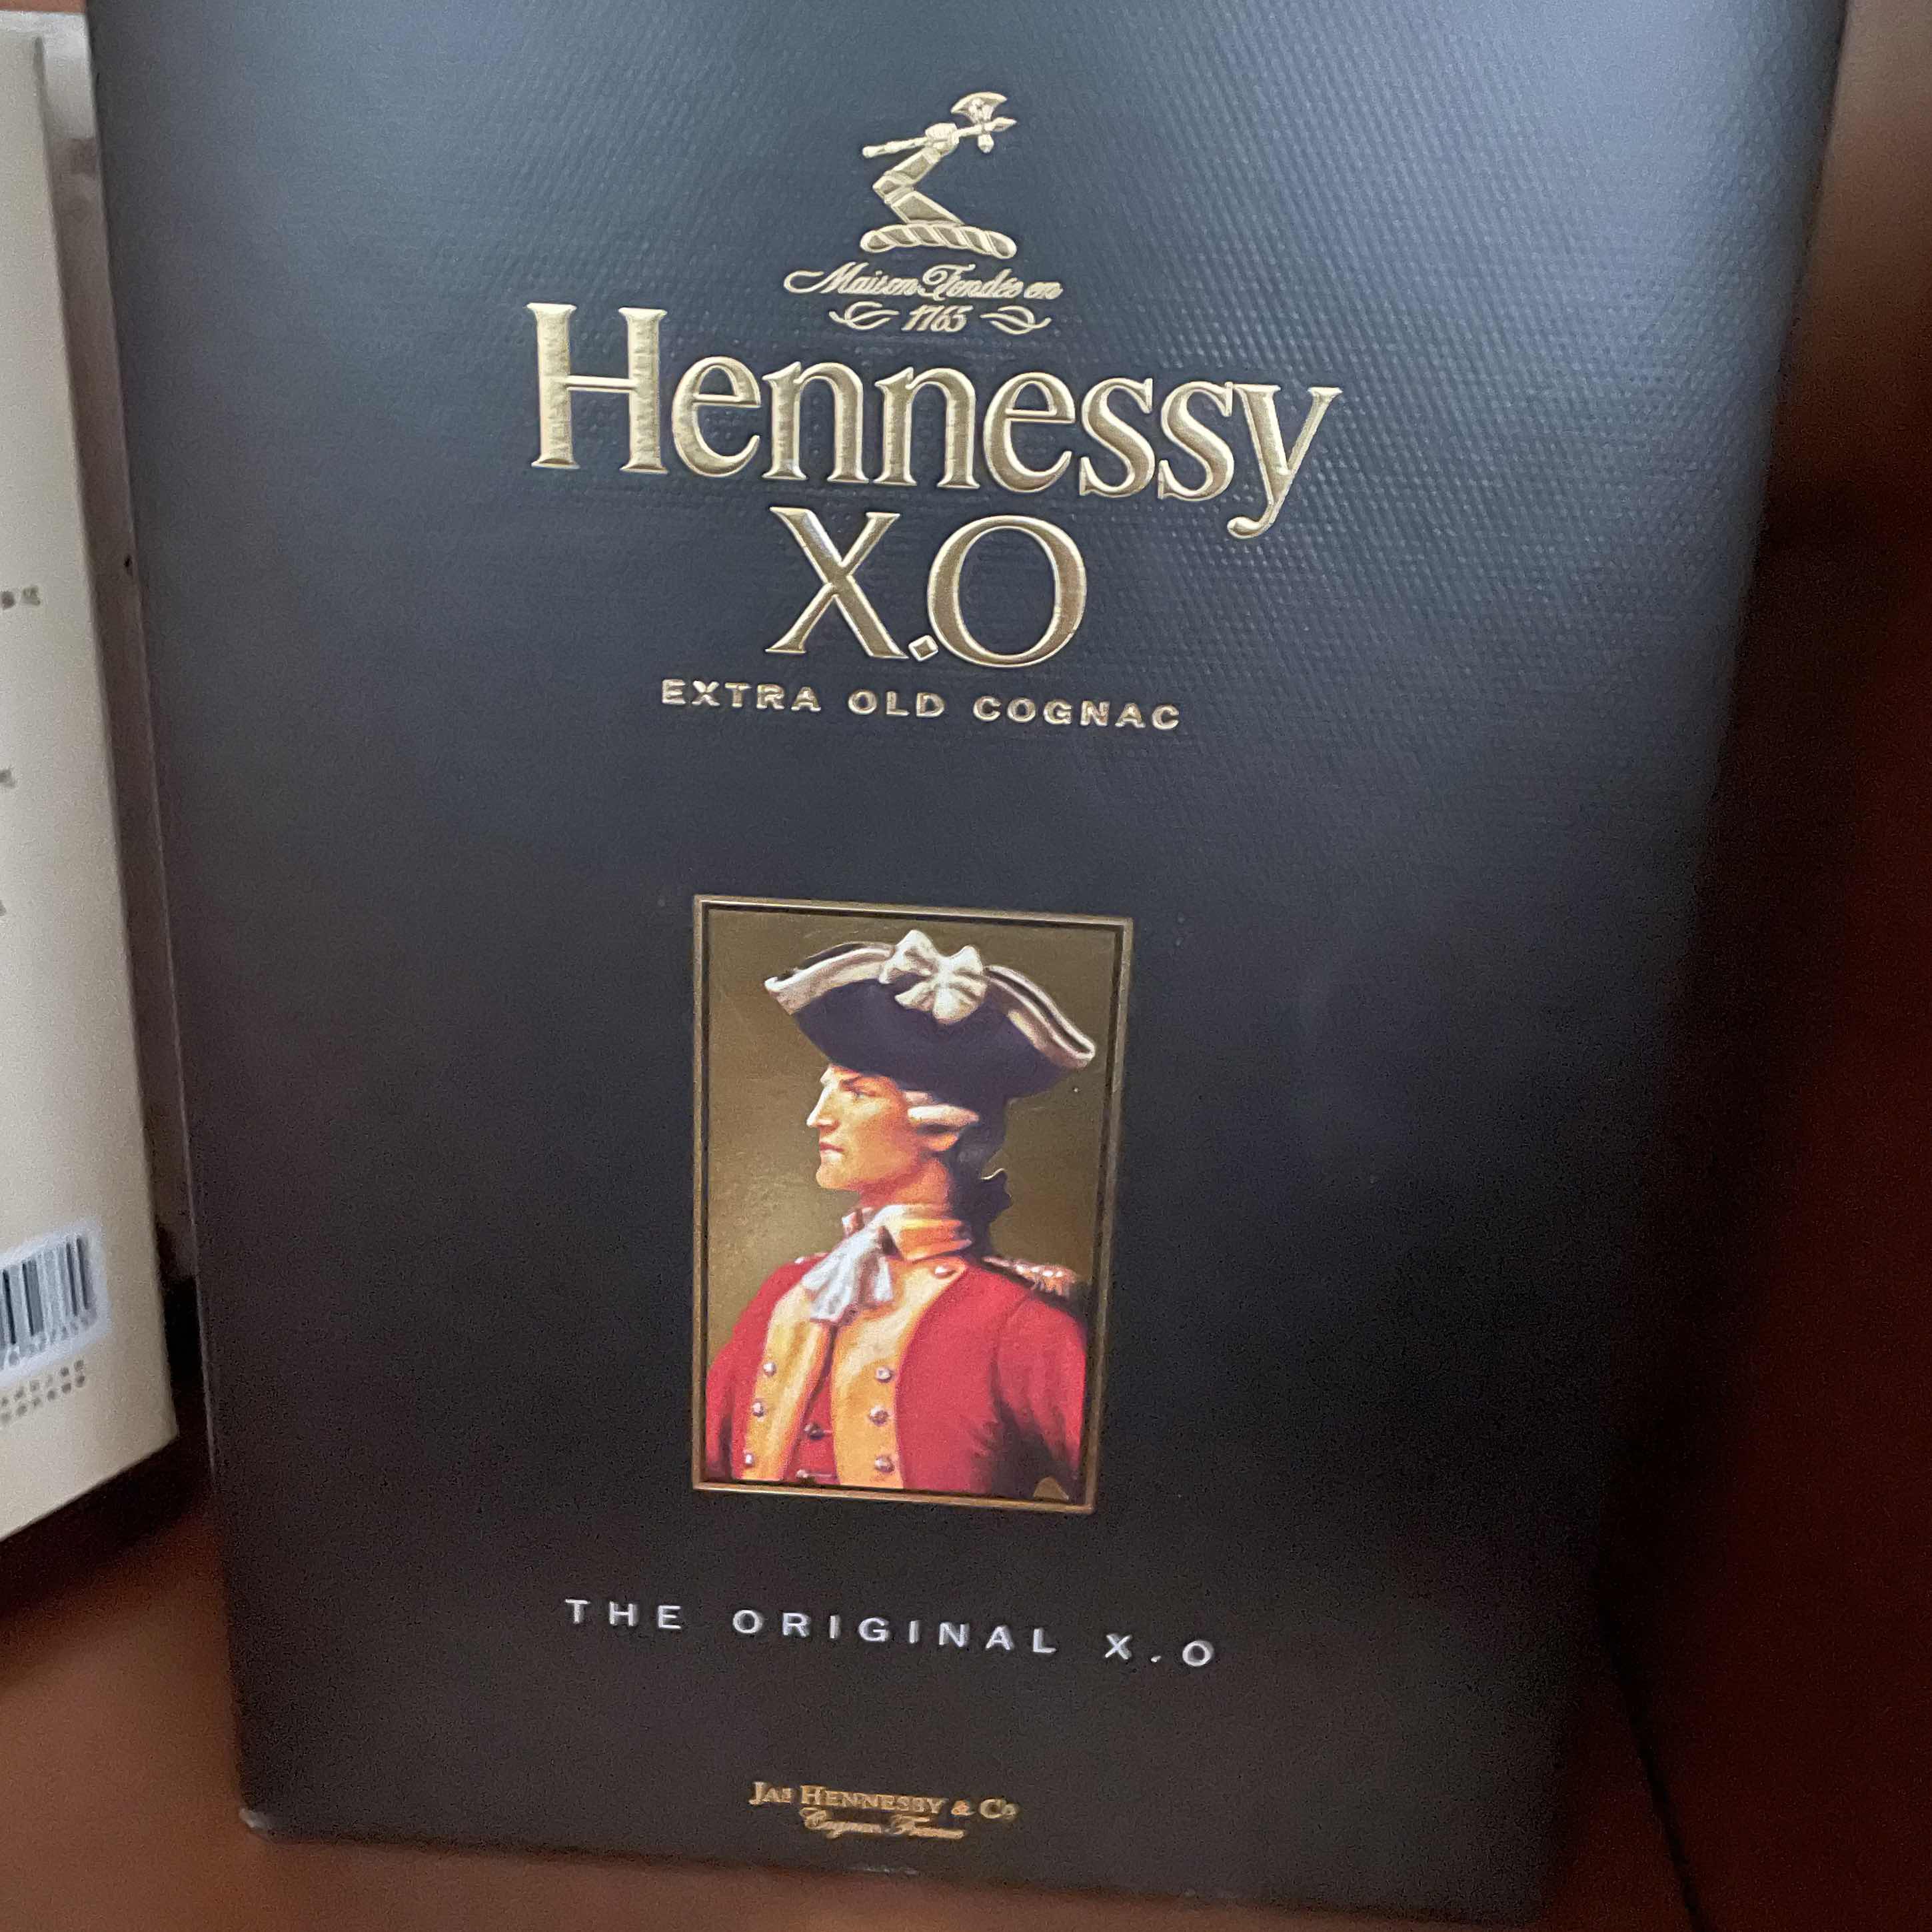 Maison Fondée en
1765
Hennessy
X.O
EXTRA OLD COGNAC
THE ORIGINAL X.O
JAS HENNESSY & Cº
Cognac France